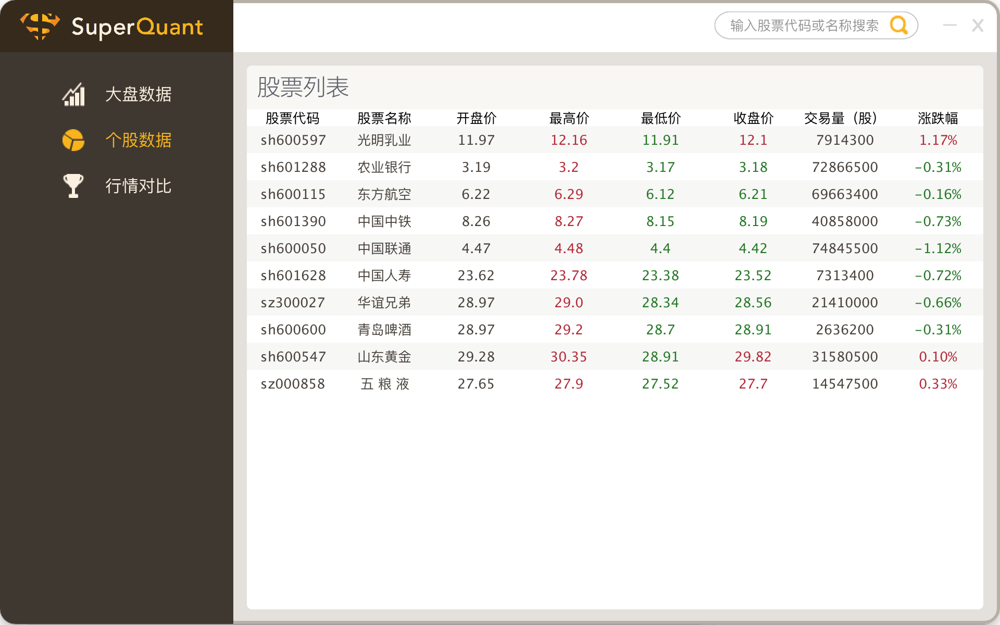 SuperQuant
输入股票代码或名称搜索
大盘数据
个股数据
行情对比
股票列表
股票代码 股票名称 开盘价 最高价 最低价 收盘价 交易量（股） 涨跌幅
sh600597 光明乳业 11.97 12.16 11.91 12.1 7914300 1.17%
sh601288 农业银行 3.19 3.2 3.17 3.18 72866500 -0.31%
sh600115 东方航空 6.22 6.29 6.12 6.21 69663400 -0.16%
sh601390 中国中铁 8.26 8.27 8.15 8.19 40858000 -0.73%
sh600050 中国联通 4.47 4.48 4.4 4.42 74845500 -1.12%
sh601628 中国人寿 23.62 23.78 23.38 23.52 7313400 -0.72%
sz300027 华谊兄弟 28.97 29.0 28.34 28.56 21410000 -0.66%
sh600600 青岛啤酒 28.97 29.2 28.7 28.91 2636200 -0.31%
sh600547 山东黄金 29.28 30.35 28.91 29.82 31580500 0.10%
sz000858 五 粮 液 27.65 27.9 27.52 27.7 14547500 0.33%